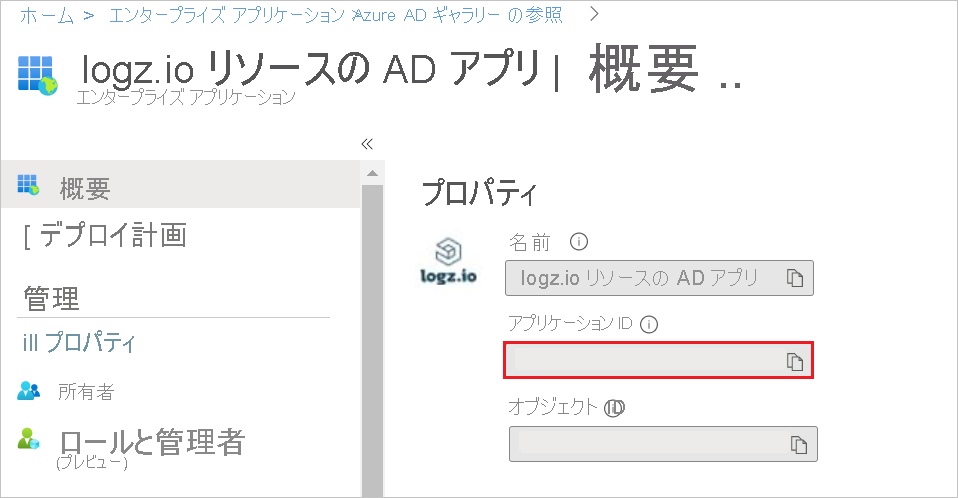 ホーム > エンタープライズ アプリケーション > Azure AD ギャラリー の参照 >
logz.io リソースの AD アプリ | 概要 ..
エンタープライズ アプリケーション
«
概要
[ デプロイ計画
管理
ill プロパティ
所有者
ロールと管理者
(プレビュー)
プロパティ
logz.io
名前
logz.io リソースの AD アプリ
アプリケーション ID
オブジェクト ID